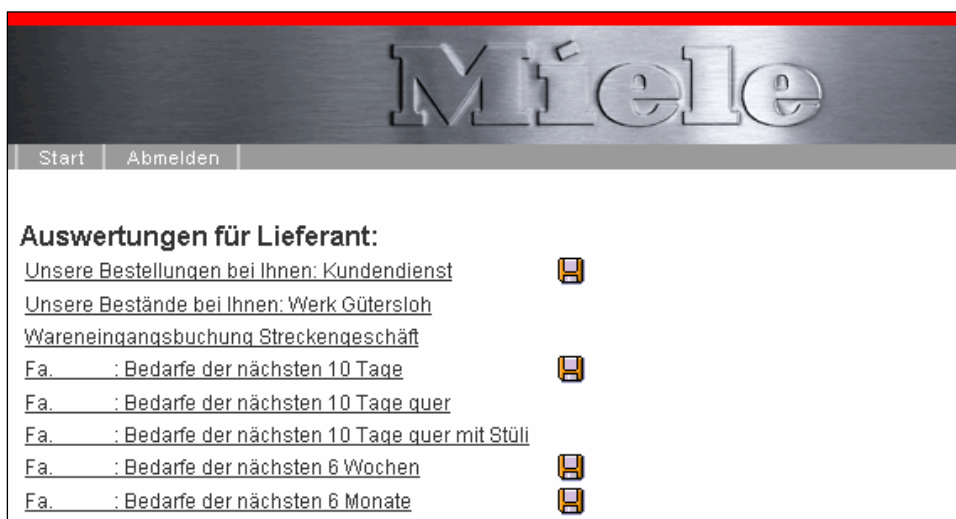 Miele
Start Abmelden
Auswertungen für Lieferant:
Unsere Bestellungen bei Ihnen: Kundendienst
Unsere Bestände bei Ihnen: Werk Gütersloh
Wareneingangsbuchung Streckengeschäft
Fa. : Bedarfe der nächsten 10 Tage
Fa. : Bedarfe der nächsten 10 Tage quer
Fa. : Bedarfe der nächsten 10 Tage quer mit Stüli
Fa. : Bedarfe der nächsten 6 Wochen
Fa. : Bedarfe der nächsten 6 Monate